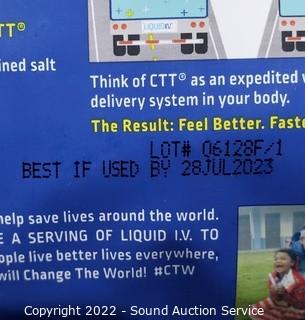 TT®
LIQUID I.V.
ined salt
Think of CTT® as an expedited
delivery system in your body.
The Result: Feel Better. Faste
LOT# Q6128F/1
BEST IF USED BY 28JUL2023
help save lives around the world.
E A SERVING OF LIQUID I.V. TO
ople live better lives everywhere,
will Change The World! #CTW
Copyright 2022 - Sound Auction Service